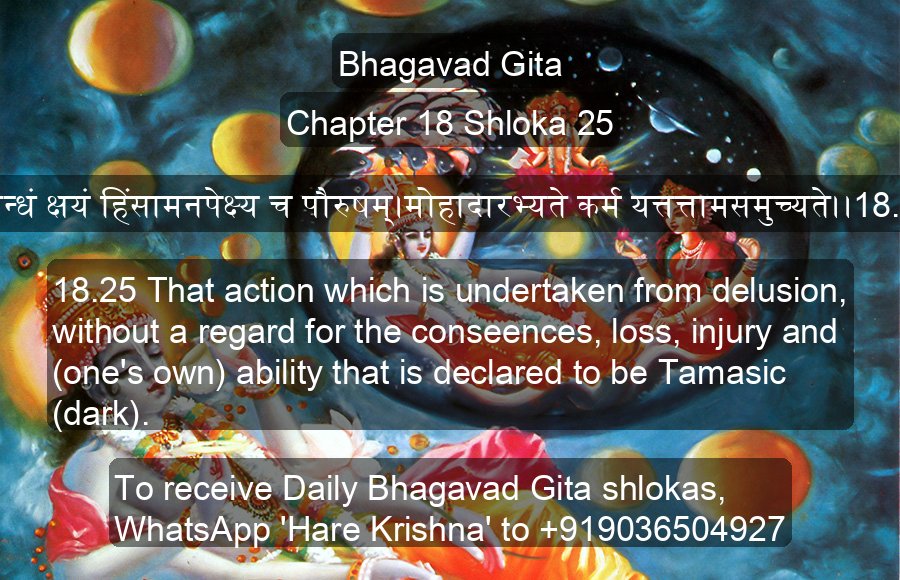 Bhagavad Gita
Chapter 18 Shloka 25
न्धं क्षयं हिंसामनपेक्ष्य च पौरुषम्।मोहादारभ्यते कर्म यत्तत्तामसमुच्यते।।18.
18.25 That action which is undertaken from delusion,
without a regard for the conseences, loss, injury and
(one's own) ability that is declared to be Tamasic
(dark).
To receive Daily Bhagavad Gita shlokas,
WhatsApp 'Hare Krishna' to +919036504927